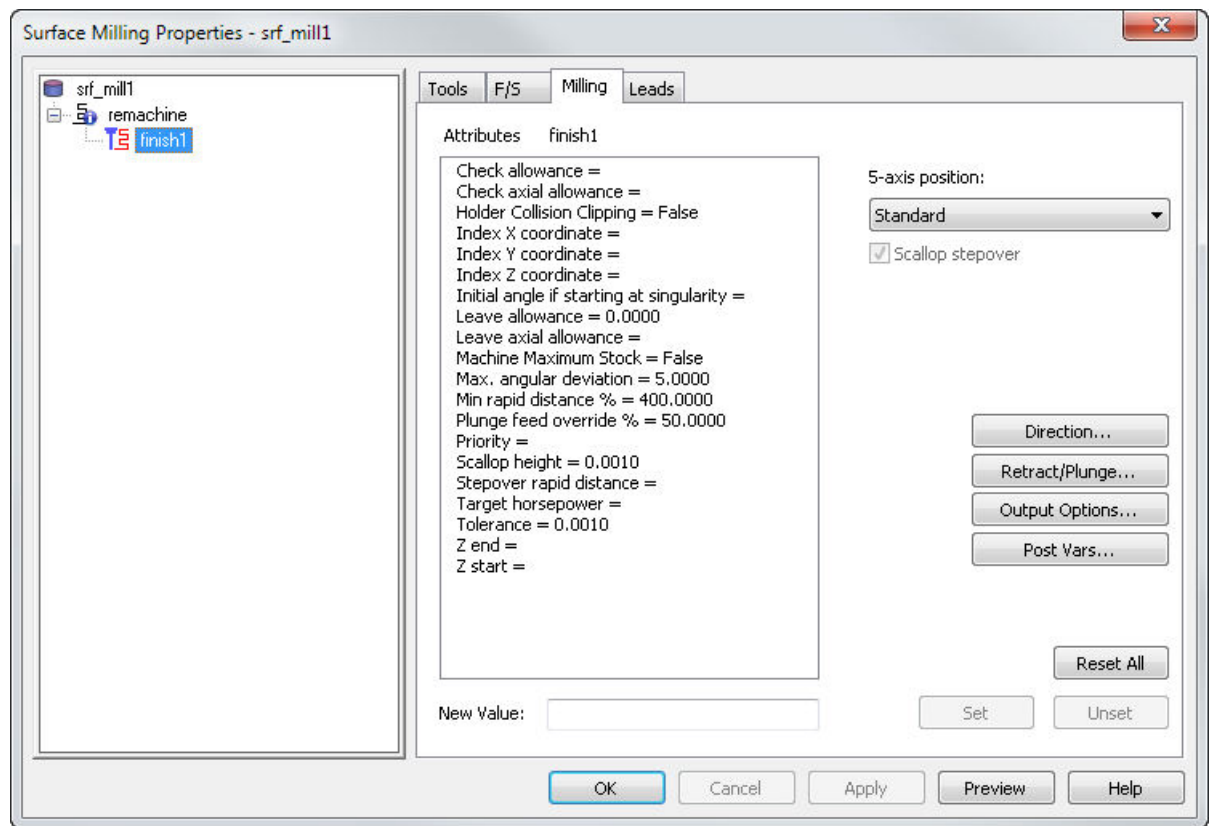 Surface Milling Properties - srf_mill1
srf_mill1
remachine
finish1
Tools F/S Milling Leads
Attributes finish1
Check allowance =
Check axial allowance =
Holder Collision Clipping = False
Index X coordinate =
Index Y coordinate =
Index Z coordinate =
Initial angle if starting at singularity =
Leave allowance = 0.0000
Leave axial allowance =
Machine Maximum Stock = False
Max. angular deviation = 5.0000
Min rapid distance % = 400.0000
Plunge feed override % = 50.0000
Priority =
Scallop height = 0.0010
Stepover rapid distance =
Target horsepower =
Tolerance = 0.0010
Z end =
Z start =
5-axis position:
Standard
Scallop stepover
Direction...
Retract/Plunge...
Output Options...
Post Vars...
Reset All
New Value:
Set Unset
OK Cancel Apply Preview Help